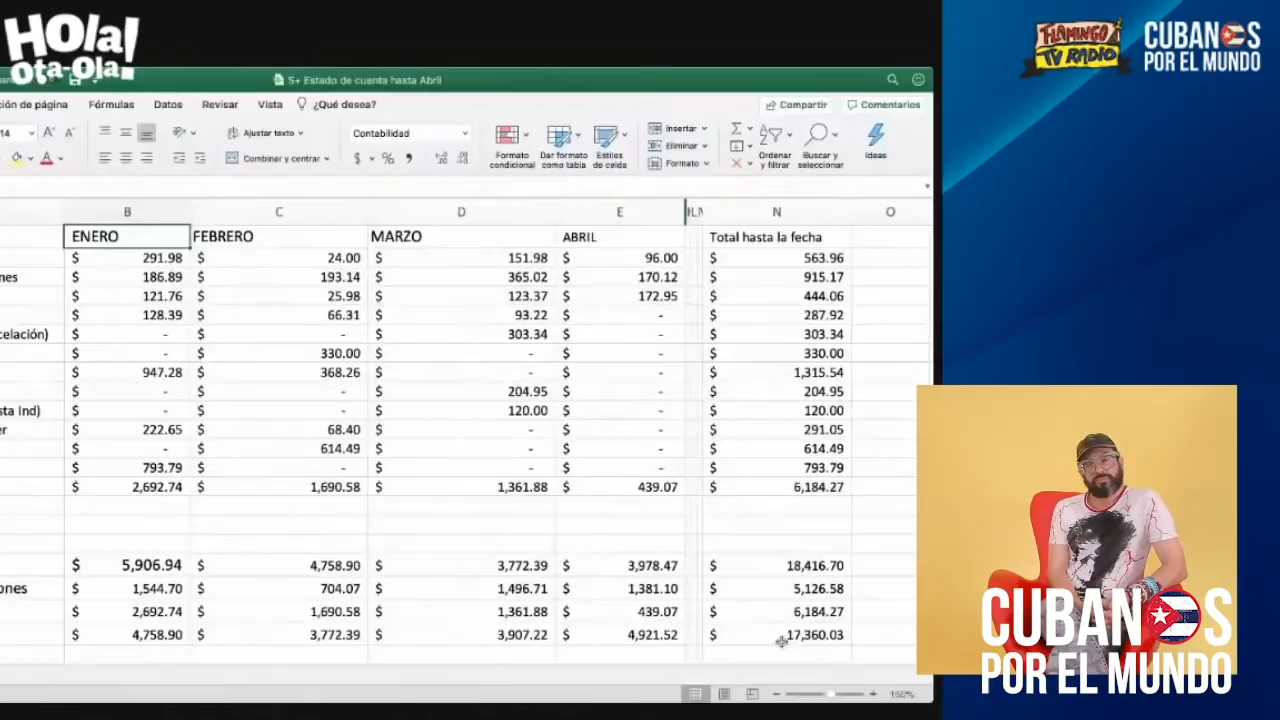 Hola!
Ota-Ola!
FLAMINGO
TV RADIO
CUBANOS
POR EL MUNDO
S+ Estado de cuenta hasta Abril
ción de página Fórmulas Datos Revisar Vista ¿Qué desea? Compartir Comentarios
14 Ajustar texto Contabilidad Insertar
Combinar y centrar Formato condicional Dar formato como tabla Estilos de celda Eliminar Formato Ordenar y filtrar Buscar y seleccionar Ideas
B C D E N O
ENERO FEBRERO MARZO ABRIL Total hasta la fecha
$ 291.98 $ 24.00 $ 151.98 $ 96.00 $ 563.96
nes $ 186.89 $ 193.14 $ 365.02 $ 170.12 $ 915.17
$ 121.76 $ 25.98 $ 123.37 $ 172.95 $ 444.06
$ 128.39 $ 66.31 $ 93.22 $ - $ 287.92
celación) $ - $ - $ 303.34 $ - $ 303.34
$ - $ 330.00 $ - $ - $ 330.00
$ 947.28 $ 368.26 $ - $ - $ 1,315.54
$ - $ - $ 204.95 $ - $ 204.95
sta Ind) $ - $ - $ 120.00 $ - $ 120.00
er $ 222.65 $ 68.40 $ - $ - $ 291.05
$ - $ 614.49 $ - $ - $ 614.49
$ 793.79 $ - $ - $ - $ 793.79
$ 2,692.74 $ 1,690.58 $ 1,361.88 $ 439.07 $ 6,184.27
$ 5,906.94 $ 4,758.90 $ 3,772.39 $ 3,978.47 $ 18,416.70
ones $ 1,544.70 $ 704.07 $ 1,496.71 $ 1,381.10 $ 5,126.58
$ 2,692.74 $ 1,690.58 $ 1,361.88 $ 439.07 $ 6,184.27
$ 4,758.90 $ 3,772.39 $ 3,907.22 $ 4,921.52 $ 17,360.03
150%
CUBANOS
POR EL MUNDO